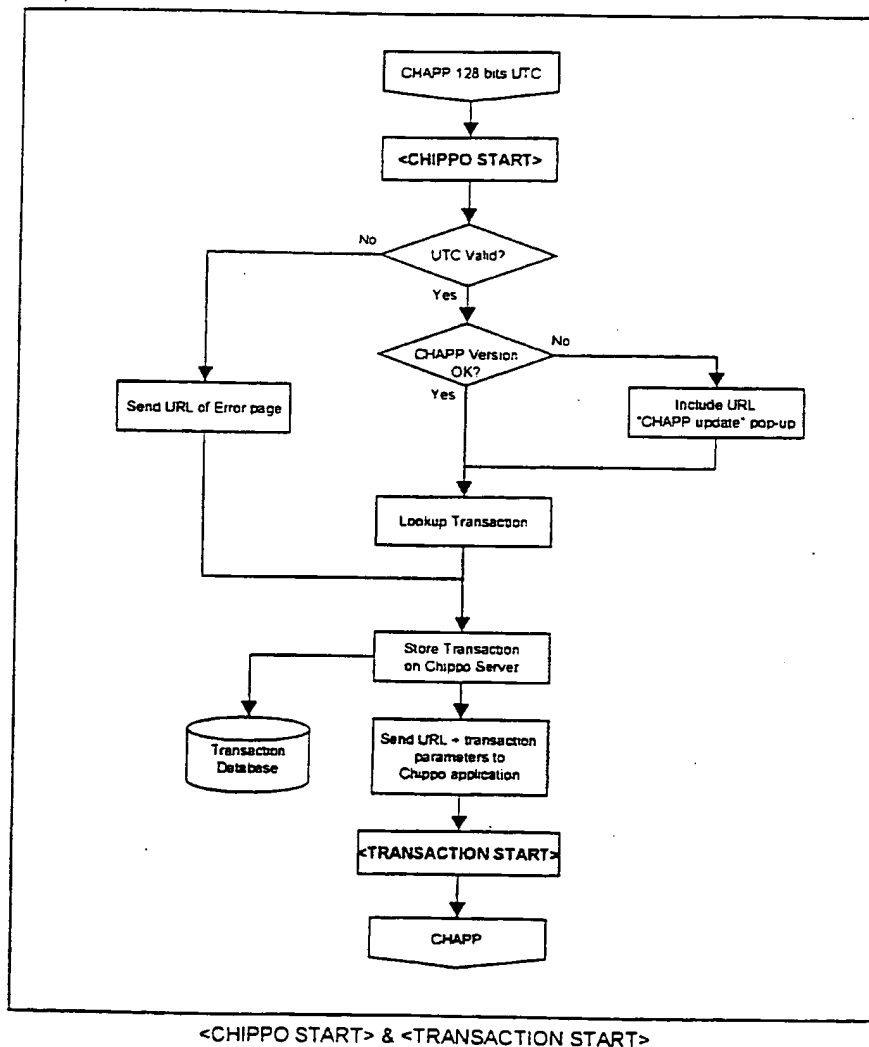 CHAPP 128 bits UTC
<CHIPPO START>
No
UTC Valid?
Yes
No
CHAPP Version
OK?
Yes
Send URL of Error page
Include URL
"CHAPP update" pop-up
Lookup Transaction
Store Transaction
on Chippo Server
Transaction
Database
Send URL + transaction
parameters to
Chippo application
<TRANSACTION START>
CHAPP
<CHIPPO START> & <TRANSACTION START>